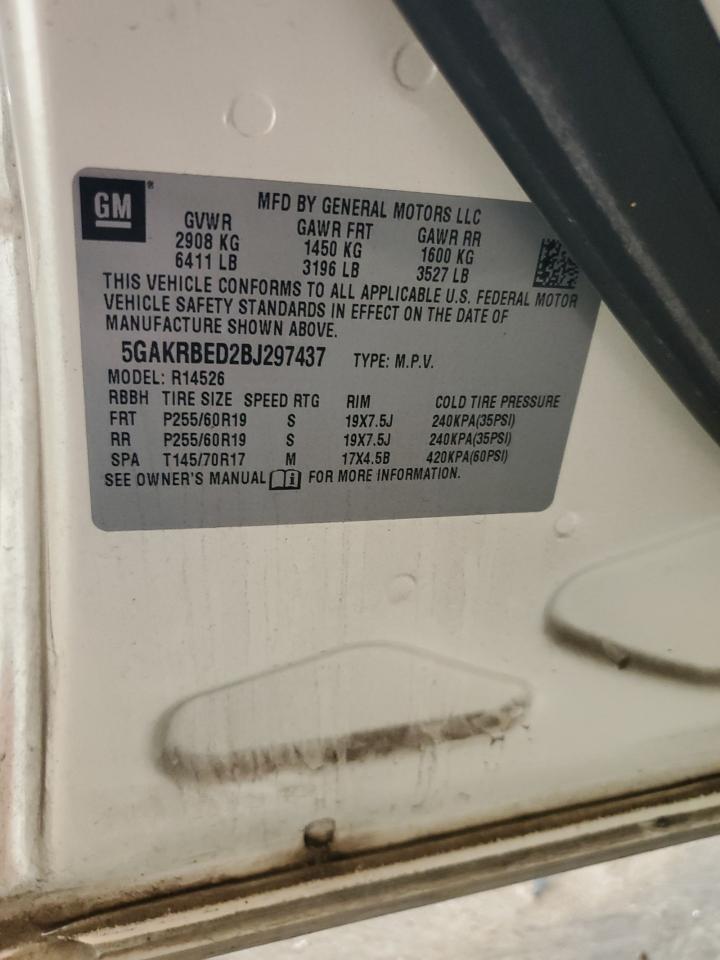 GM®
MFD BY GENERAL MOTORS LLC
GVWR GAWR FRT GAWR RR
2908 KG 1450 KG 1600 KG
6411 LB 3196 LB 3527 LB
THIS VEHICLE CONFORMS TO ALL APPLICABLE U.S. FEDERAL MOTOR
VEHICLE SAFETY STANDARDS IN EFFECT ON THE DATE OF
MANUFACTURE SHOWN ABOVE.
5GAKRBED2BJ297437 TYPE: M.P.V.
MODEL: R14526
RBBH TIRE SIZE SPEED RTG RIM COLD TIRE PRESSURE
FRT P255/60R19 S 19X7.5J 240KPA(35PSI)
RR P255/60R19 S 19X7.5J 240KPA(35PSI)
SPA T145/70R17 M 17X4.5B 420KPA(60PSI)
SEE OWNER'S MANUAL FOR MORE INFORMATION.